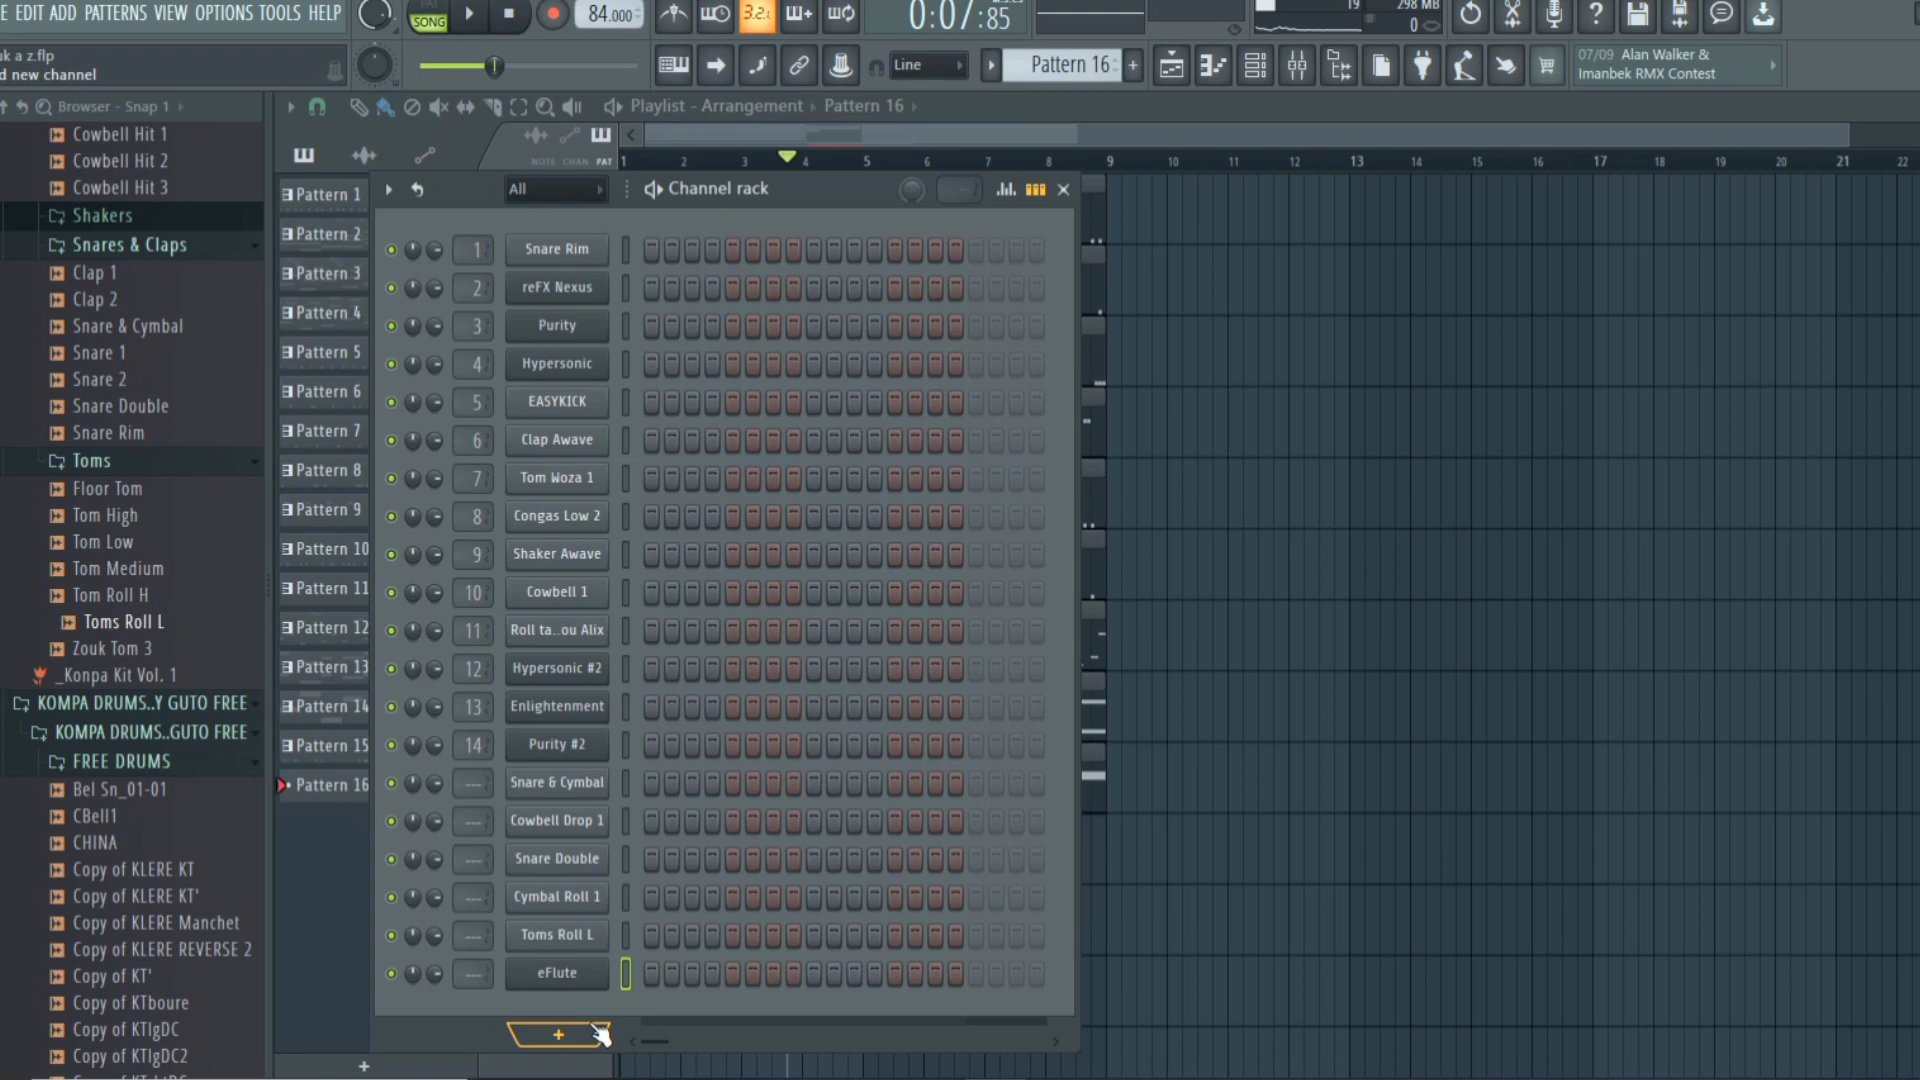 EDIT ADD PATTERNS VIEW OPTIONS TOOLS HELP
SONG
84.000
3.2
0:07:85
M:S:CS
19
298 MB
0
uk a z.flp
d new channel
Line
Pattern 16
+
07/09 Alan Walker &
Imanbek RMX Contest
Browser - Snap 1
Playlist - Arrangement › Pattern 16 ›
NOTE CHAN PAT
1 2 3 4 5 6 7 8 9 10 11 12 13 14 15 16 17 18 19 20 21 22
Cowbell Hit 1
Cowbell Hit 2
Cowbell Hit 3
Shakers
Snares & Claps
Clap 1
Clap 2
Snare & Cymbal
Snare 1
Snare 2
Snare Double
Snare Rim
Toms
Floor Tom
Tom High
Tom Low
Tom Medium
Tom Roll H
Toms Roll L
Zouk Tom 3
_Konpa Kit Vol. 1
KOMPA DRUMS..Y GUTO FREE
KOMPA DRUMS..GUTO FREE
FREE DRUMS
Bel Sn_01-01
CBell1
CHINA
Copy of KLERE KT
Copy of KLERE KT'
Copy of KLERE Manchet
Copy of KLERE REVERSE 2
Copy of KT'
Copy of KTboure
Copy of KTlgDC
Copy of KTlgDC2
Pattern 1
Pattern 2
Pattern 3
Pattern 4
Pattern 5
Pattern 6
Pattern 7
Pattern 8
Pattern 9
Pattern 10
Pattern 11
Pattern 12
Pattern 13
Pattern 14
Pattern 15
Pattern 16
+
All
Channel rack
1 Snare Rim
2 reFX Nexus
3 Purity
4 Hypersonic
5 EASYKICK
6 Clap Awave
7 Tom Woza 1
8 Congas Low 2
9 Shaker Awave
10 Cowbell 1
11 Roll ta..ou Alix
12 Hypersonic #2
13 Enlightenment
14 Purity #2
--- Snare & Cymbal
--- Cowbell Drop 1
--- Snare Double
--- Cymbal Roll 1
--- Toms Roll L
--- eFlute
+